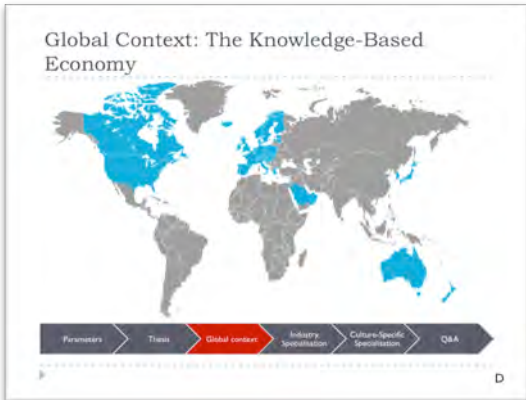 Global Context: The Knowledge-Based
Economy
Parameters
Thesis
Global context
Industry
Specialisation
Culture-Specific
Specialisation
Q&A
D